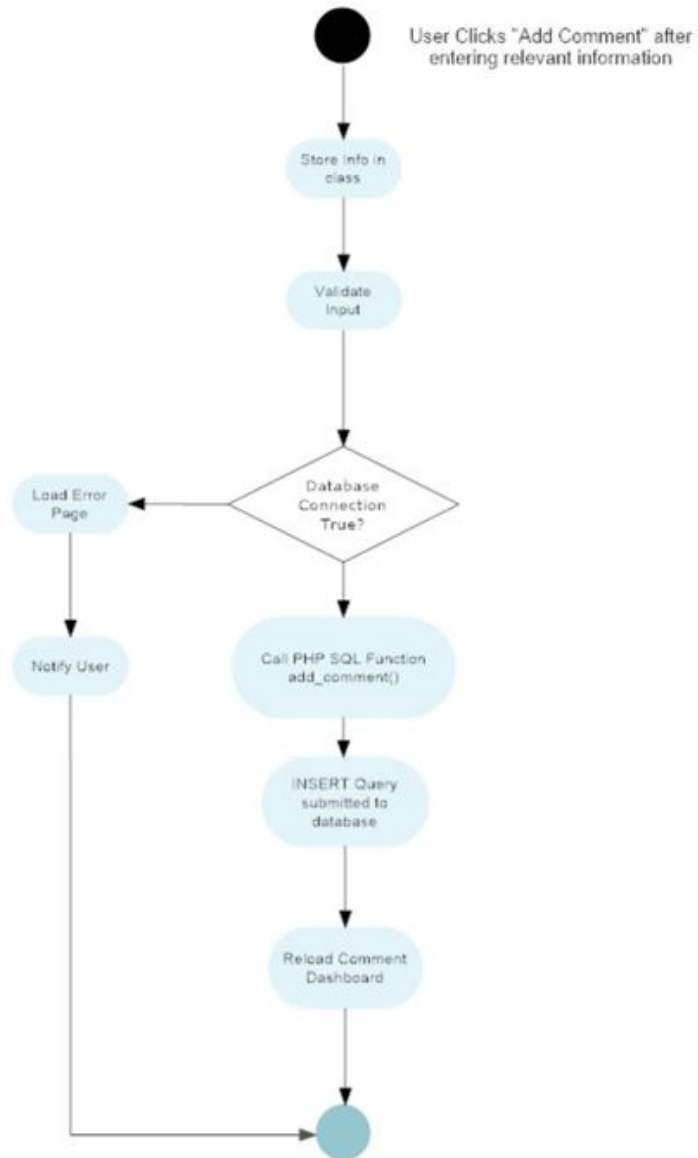 User Clicks "Add Comment" after
entering relevant information
Store Info in
class
Validate
Input
Database
Connection
True?
Load Error
Page
Notify User
Call PHP SQL Function
add_comment()
INSERT Query
submitted to
database
Reload Comment
Dashboard